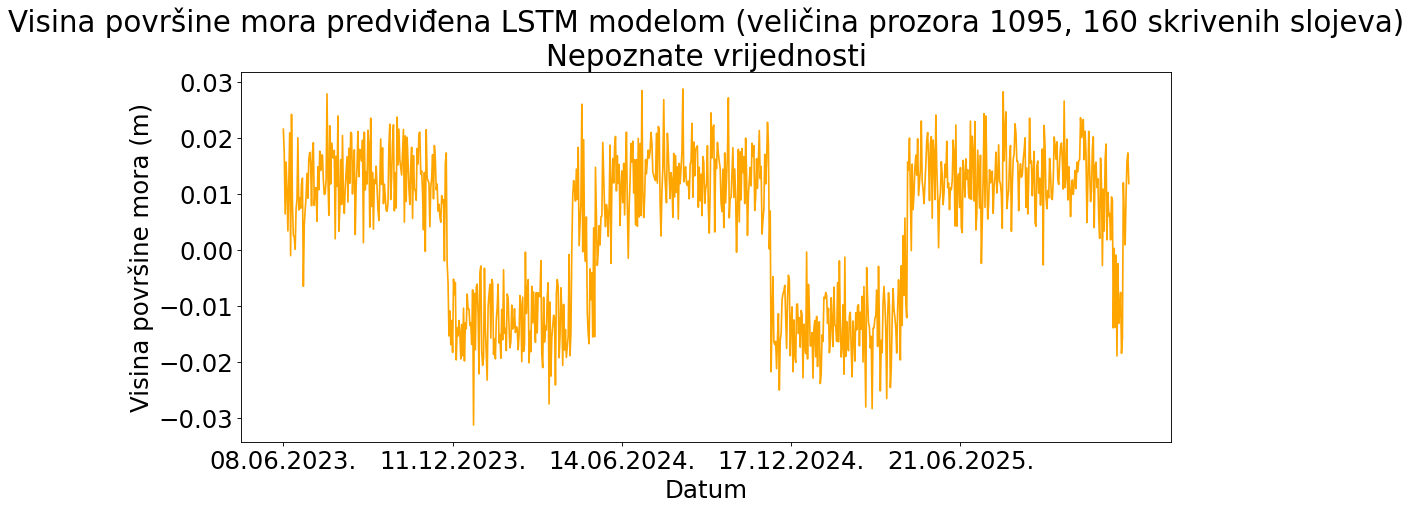 Visina površine mora predviđena LSTM modelom (veličina prozora 1095, 160 skrivenih slojeva)
Nepoznate vrijednosti
Visina površine mora (m)
0.03
0.02
0.01
0.00
−0.01
−0.02
−0.03
08.06.2023. 11.12.2023. 14.06.2024. 17.12.2024. 21.06.2025.
Datum